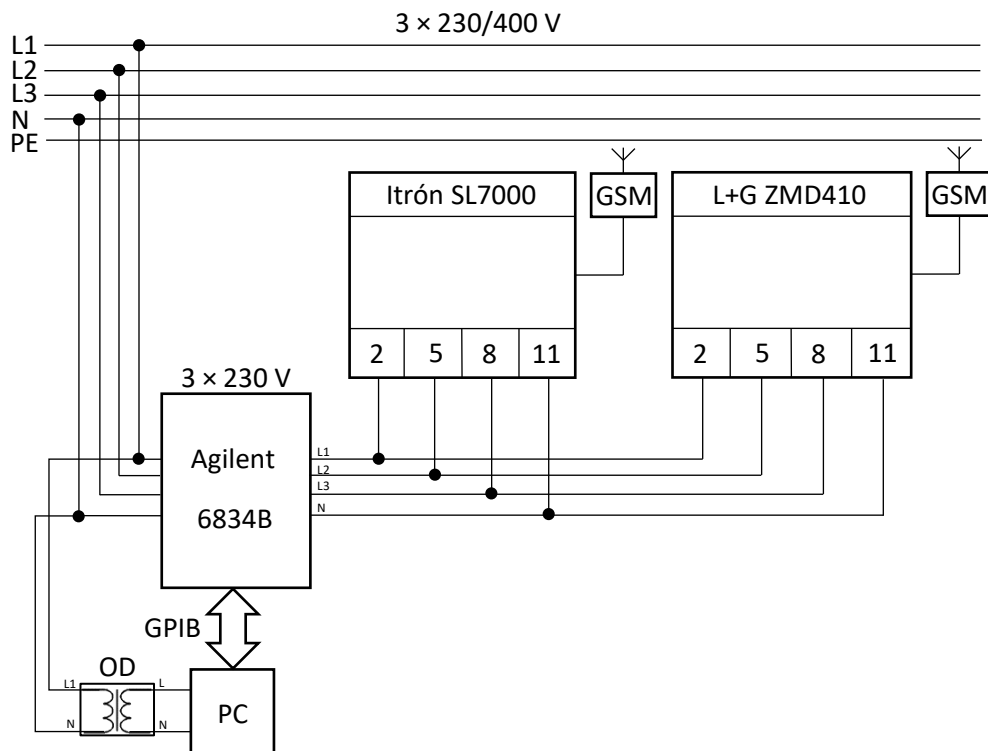 3 × 230/400 V
L1
L2
L3
N
PE
Itrón SL7000
GSM
L+G ZMD410
GSM
2 5 8 11
2 5 8 11
3 × 230 V
Agilent
6834B
L1
L2
L3
N
GPIB
OD
L1
L
N
N
PC